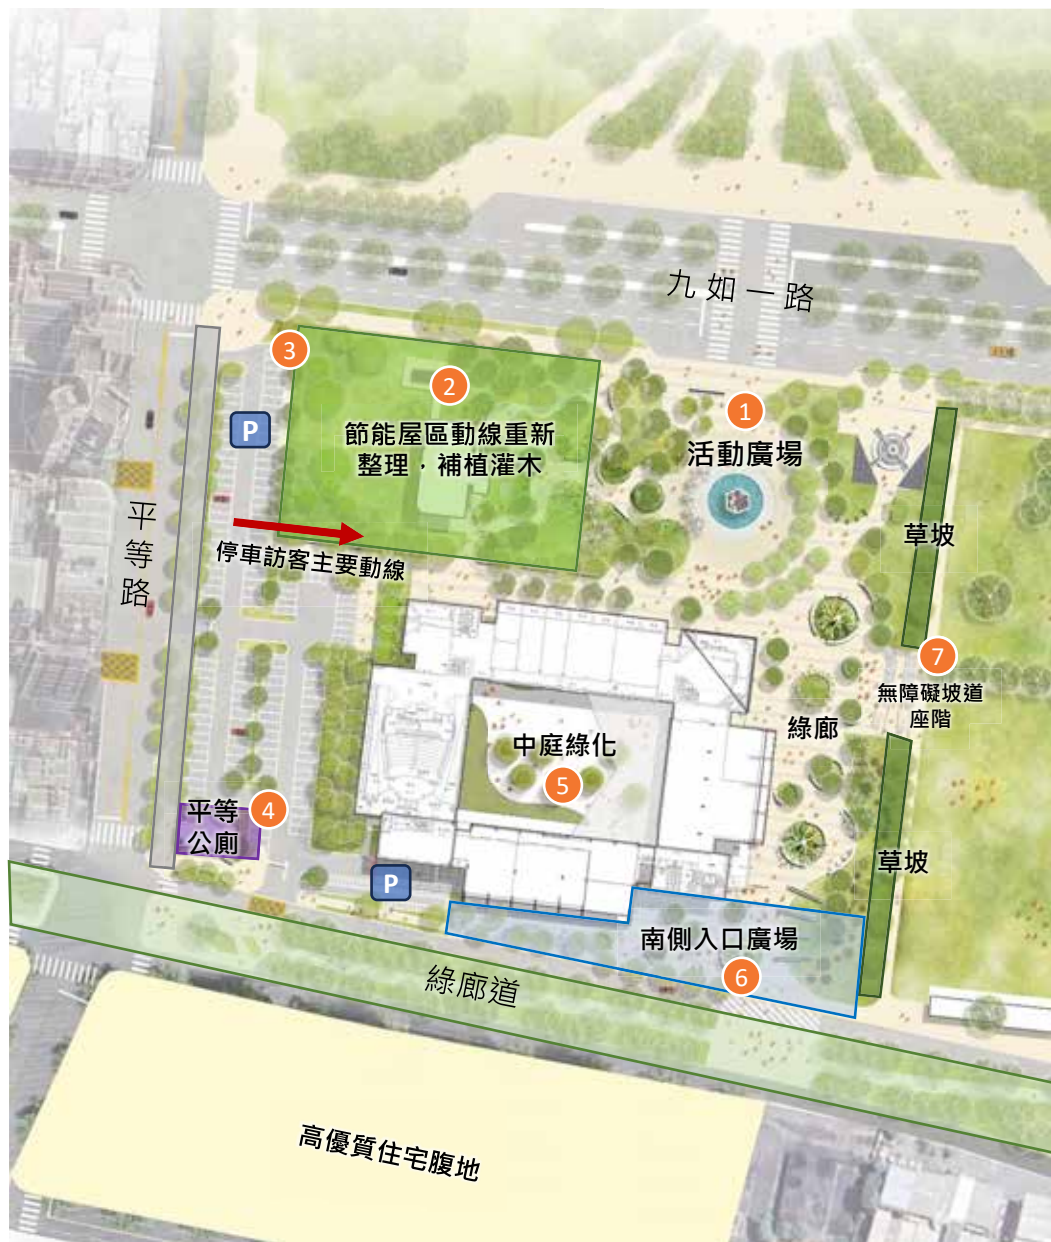 九如一路
3
2
P
1
節能屋區動線重新
整理，補植灌木
活動廣場
平等路
草坡
停車訪客主要動線
7
無障礙坡道
座階
綠廊
中庭綠化
5
平等
公廁
4
草坡
P
南側入口廣場
6
綠廊道
高優質住宅腹地